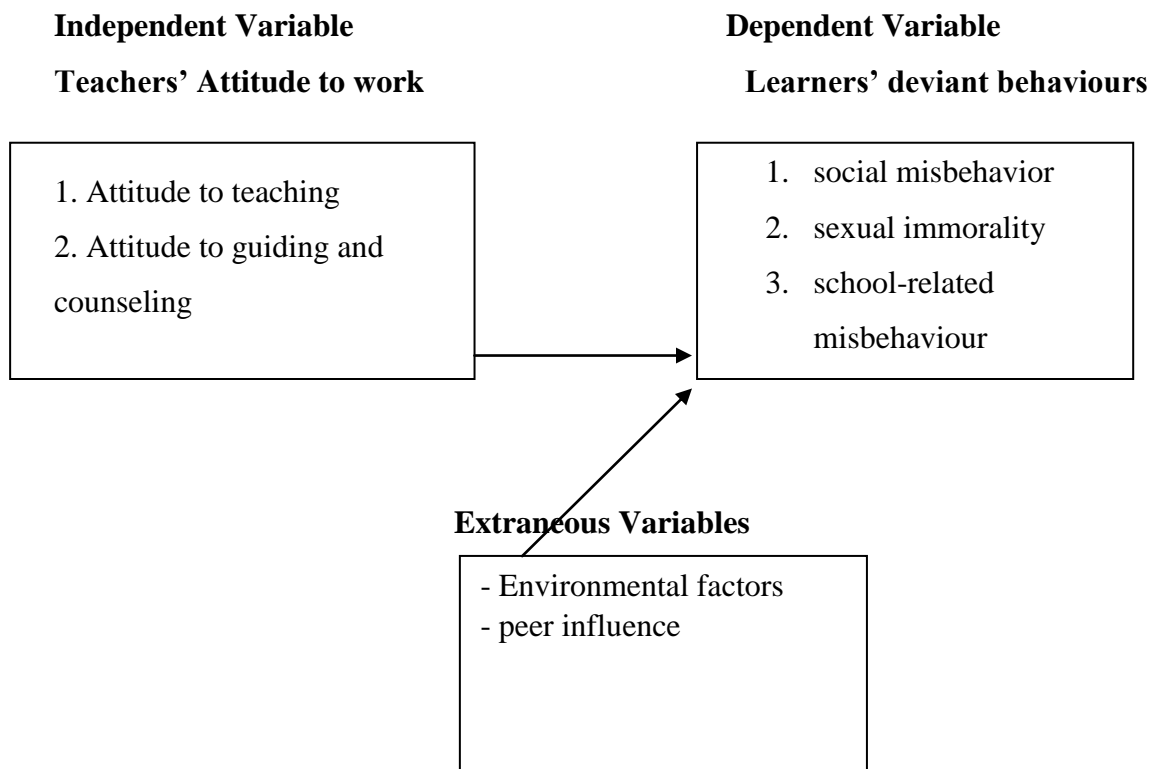 Independent Variable
Teachers’ Attitude to work
1. Attitude to teaching
2. Attitude to guiding and
counseling
Dependent Variable
Learners’ deviant behaviours
1. social misbehavior
2. sexual immorality
3. school-related
misbehaviour
Extraneous Variables
- Environmental factors
- peer influence